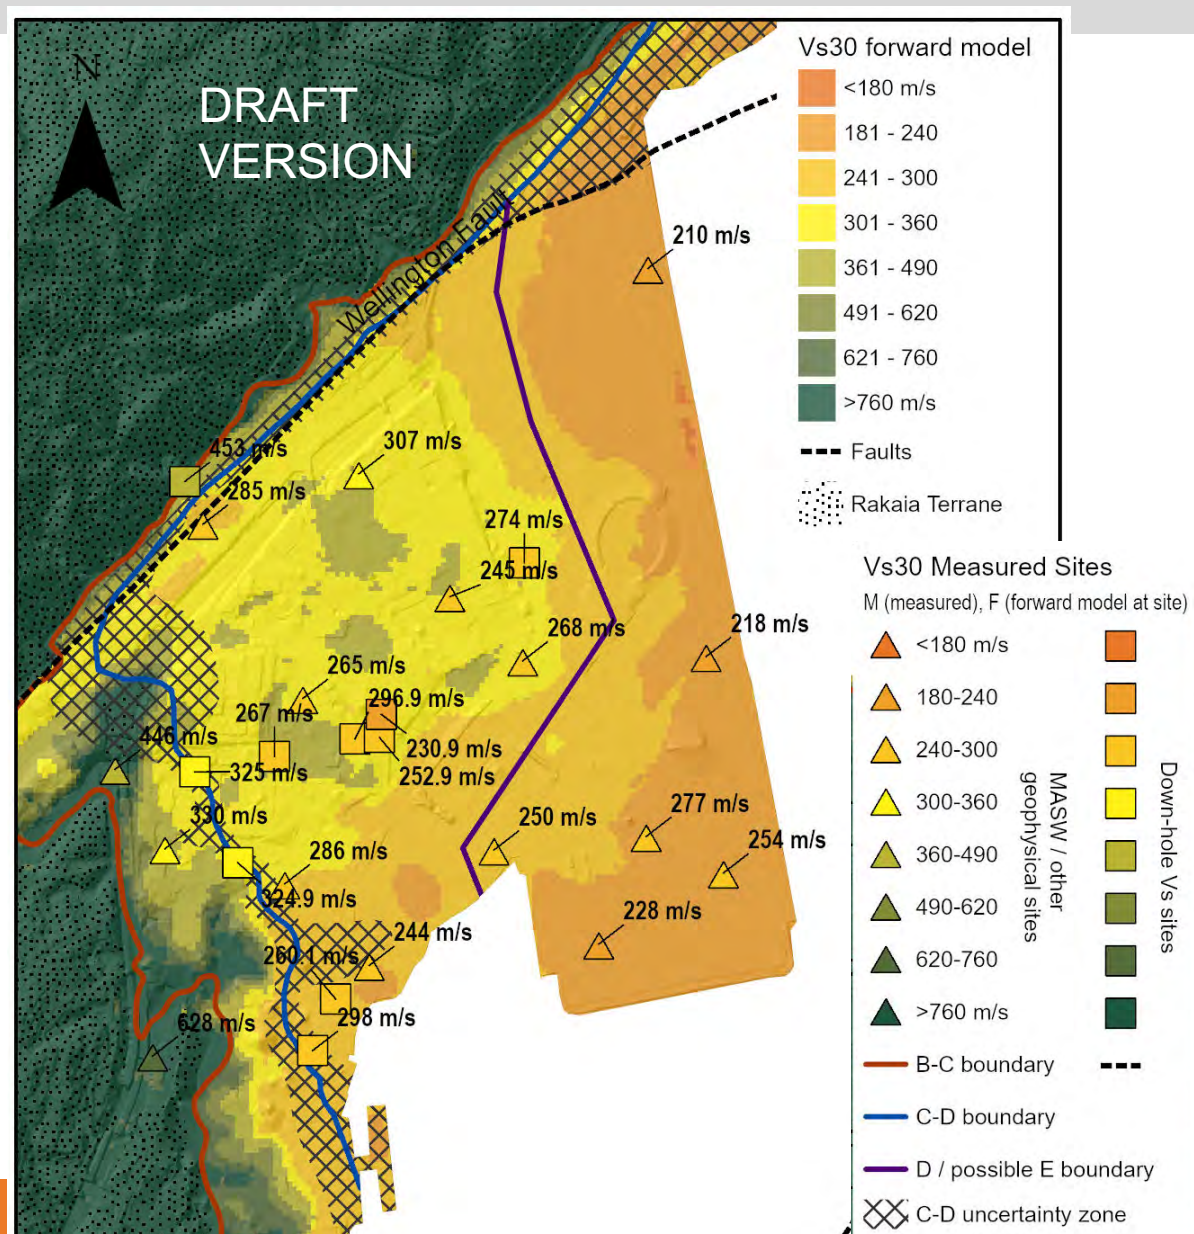 N
DRAFT
VERSION
Wellington Fault
210 m/s
453 m/s
307 m/s
285 m/s
274 m/s
245 m/s
268 m/s
218 m/s
265 m/s
296.9 m/s
267 m/s
230.9 m/s
446 m/s
325 m/s
252.9 m/s
330 m/s
250 m/s
277 m/s
254 m/s
286 m/s
324.9 m/s
228 m/s
244 m/s
260.1 m/s
298 m/s
628 m/s
Vs30 forward model
<180 m/s
181 - 240
241 - 300
301 - 360
361 - 490
491 - 620
621 - 760
>760 m/s
Faults
Rakaia Terrane
Vs30 Measured Sites
M (measured), F (forward model at site)
<180 m/s
180-240
240-300
300-360
360-490
490-620
620-760
>760 m/s
MASW / other
geophysical sites
Down-hole Vs sites
B-C boundary
C-D boundary
D / possible E boundary
C-D uncertainty zone